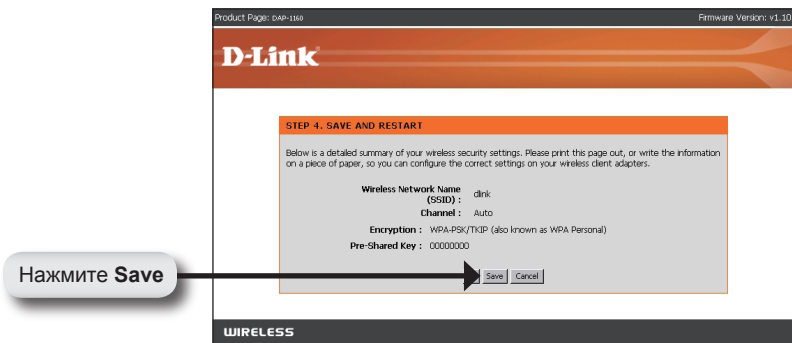 Product Page: DAP-1160 Firmware Version: v1.10
D-Link
STEP 4. SAVE AND RESTART
Below is a detailed summary of your wireless security settings. Please print this page out, or write the information
on a piece of paper, so you can configure the correct settings on your wireless client adapters.
Wireless Network Name
(SSID) : dlink
Channel : Auto
Encryption : WPA-PSK/TKIP (also known as WPA Personal)
Pre-Shared Key : 00000000
Нажмите Save
Save Cancel
WIRELESS